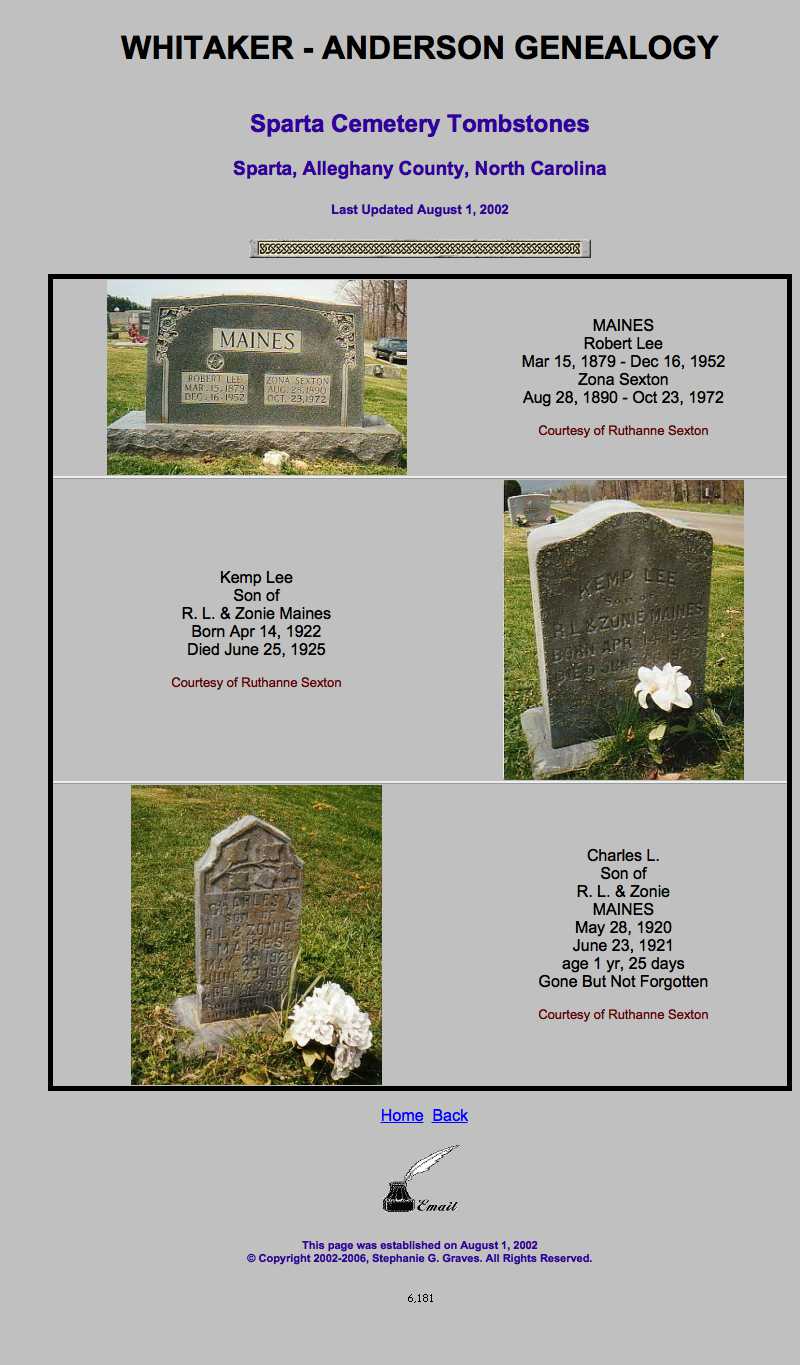 WHITAKER - ANDERSON GENEALOGY
Sparta Cemetery Tombstones
Sparta, Alleghany County, North Carolina
Last Updated August 1, 2002
MAINES
ROBERT LEE
MAR. 15, 1879
DEC. 16, 1952
ZONA SEXTON
AUG. 28, 1890
OCT. 23, 1972
MAINES
Robert Lee
Mar 15, 1879 - Dec 16, 1952
Zona Sexton
Aug 28, 1890 - Oct 23, 1972
Courtesy of Ruthanne Sexton
Kemp Lee
Son of
R. L. & Zonie Maines
Born Apr 14, 1922
Died June 25, 1925
Courtesy of Ruthanne Sexton
KEMP LEE
SON OF
R L & ZONIE MAINES
BORN APR 14, 1922
DIED JUNE
CHARLES L
SON OF
R L & ZONIE
MAINES
MAY 28 1920
JUNE 23 1921
Charles L.
Son of
R. L. & Zonie
MAINES
May 28, 1920
June 23, 1921
age 1 yr, 25 days
Gone But Not Forgotten
Courtesy of Ruthanne Sexton
Home Back
Email
This page was established on August 1, 2002
© Copyright 2002-2006, Stephanie G. Graves. All Rights Reserved.
6,181